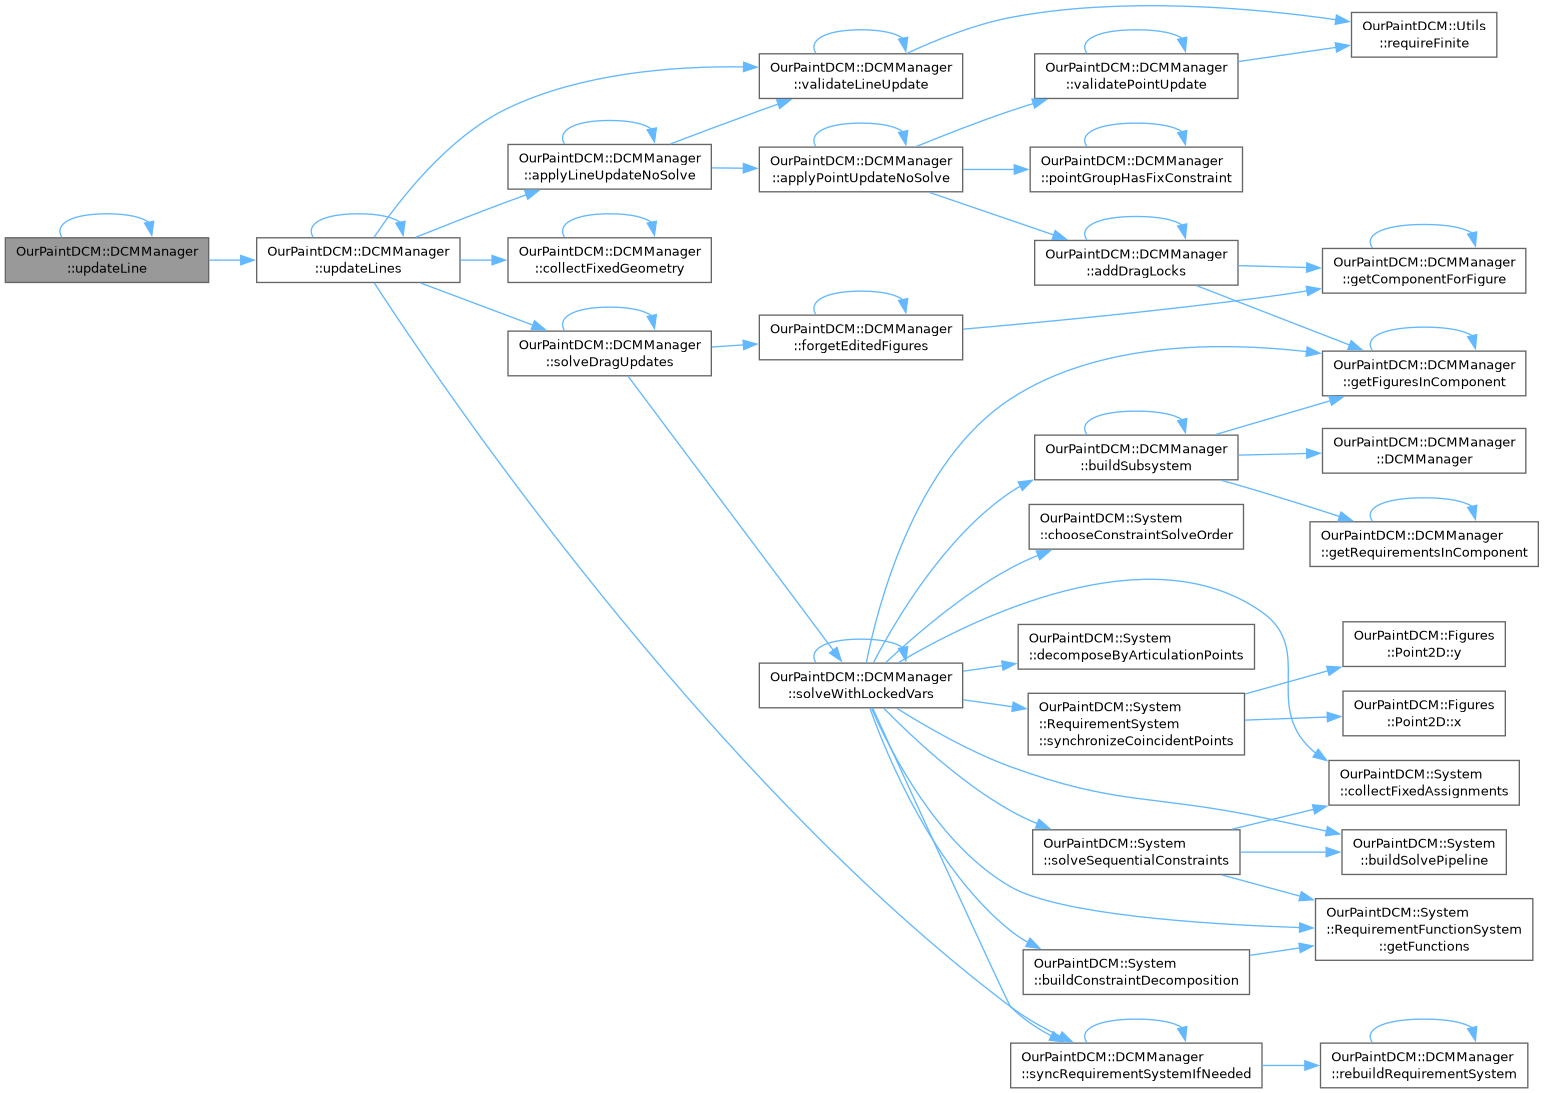 OurPaintDCM::DCMManager
::updateLine
OurPaintDCM::DCMManager
::updateLines
OurPaintDCM::DCMManager
::applyLineUpdateNoSolve
OurPaintDCM::DCMManager
::collectFixedGeometry
OurPaintDCM::DCMManager
::solveDragUpdates
OurPaintDCM::DCMManager
::validateLineUpdate
OurPaintDCM::DCMManager
::applyPointUpdateNoSolve
OurPaintDCM::DCMManager
::forgetEditedFigures
OurPaintDCM::DCMManager
::solveWithLockedVars
OurPaintDCM::DCMManager
::validatePointUpdate
OurPaintDCM::DCMManager
::pointGroupHasFixConstraint
OurPaintDCM::DCMManager
::addDragLocks
OurPaintDCM::DCMManager
::buildSubsystem
OurPaintDCM::System
::chooseConstraintSolveOrder
OurPaintDCM::System
::decomposeByArticulationPoints
OurPaintDCM::System
::RequirementSystem
::synchronizeCoincidentPoints
OurPaintDCM::System
::solveSequentialConstraints
OurPaintDCM::System
::buildConstraintDecomposition
OurPaintDCM::DCMManager
::syncRequirementSystemIfNeeded
OurPaintDCM::Utils
::requireFinite
OurPaintDCM::DCMManager
::getComponentForFigure
OurPaintDCM::DCMManager
::getFiguresInComponent
OurPaintDCM::DCMManager
::DCMManager
OurPaintDCM::DCMManager
::getRequirementsInComponent
OurPaintDCM::Figures
::Point2D::y
OurPaintDCM::Figures
::Point2D::x
OurPaintDCM::System
::collectFixedAssignments
OurPaintDCM::System
::buildSolvePipeline
OurPaintDCM::System
::RequirementFunctionSystem
::getFunctions
OurPaintDCM::DCMManager
::rebuildRequirementSystem